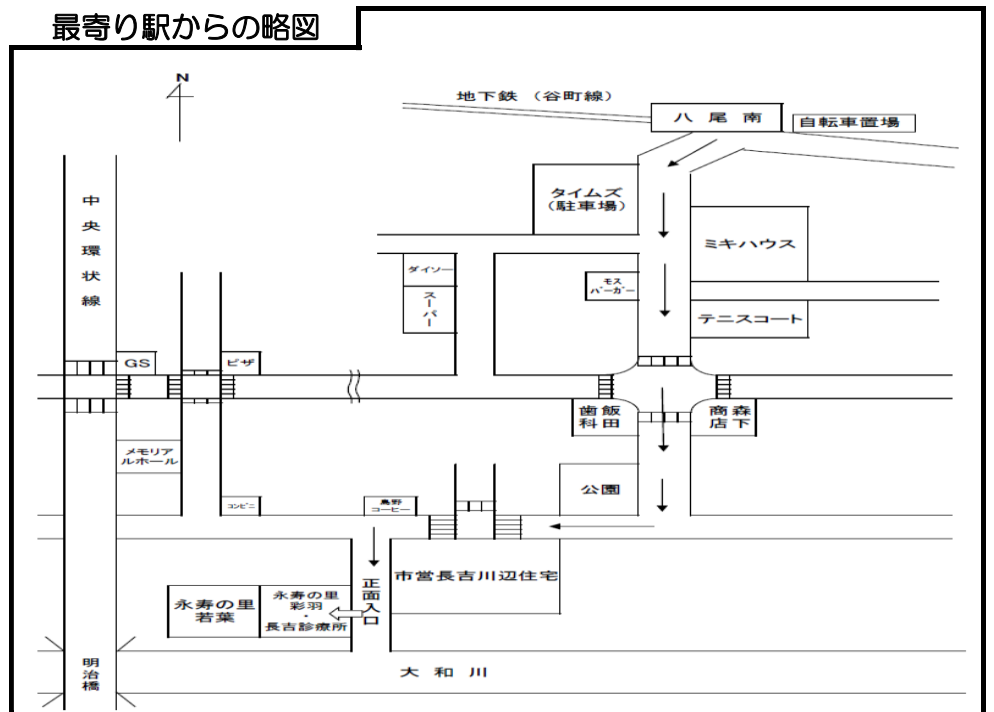 最寄り駅からの略図
N
地下鉄（谷町線）
八尾南
自転車置場
中央環状線
タイムズ
（駐車場）
ミキハウス
ダイソー
スーパー
モス
バーガー
テニスコート
GS
ピザ
飯田
歯科
森下
商店
メモリア
ルホール
公園
コンビニ
島野
コーヒー
市営長吉川辺住宅
正面入口
永寿の里
若葉
永寿の里
彩羽
・
長吉診療所
明治橋
大和川